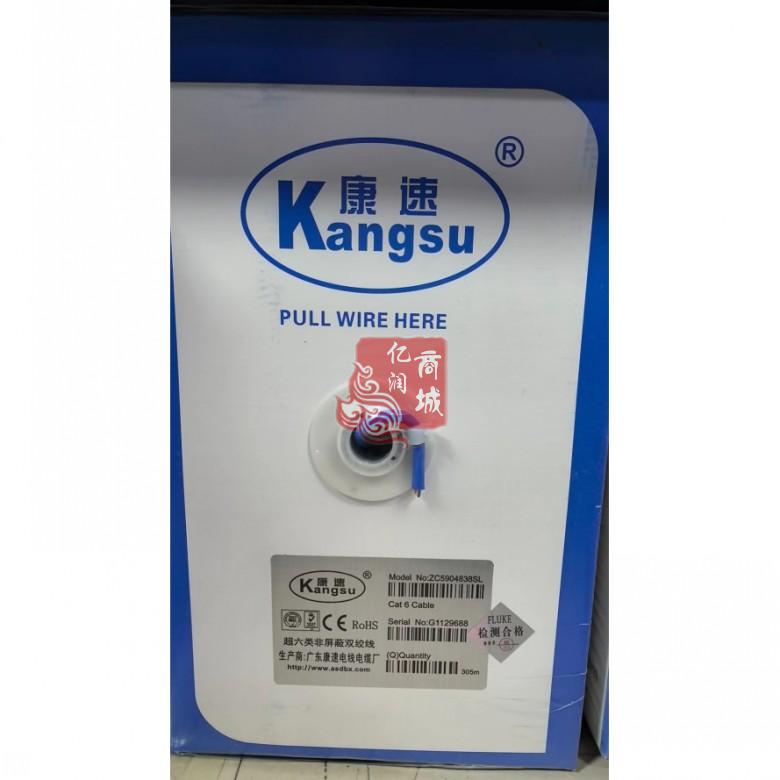 ®
康速
Kangsu
PULL WIRE HERE
亿润
商城
康速
Kangsu
®
Model No:ZC5904838SL
Cat 6 Cable
CE RoHS
Serial No:G1129688
超六类非屏蔽双绞线
生产商:广东康速电线电缆厂
(Q)Quantity
http://www.asdbx.com
305m
FLUKE
检测合格